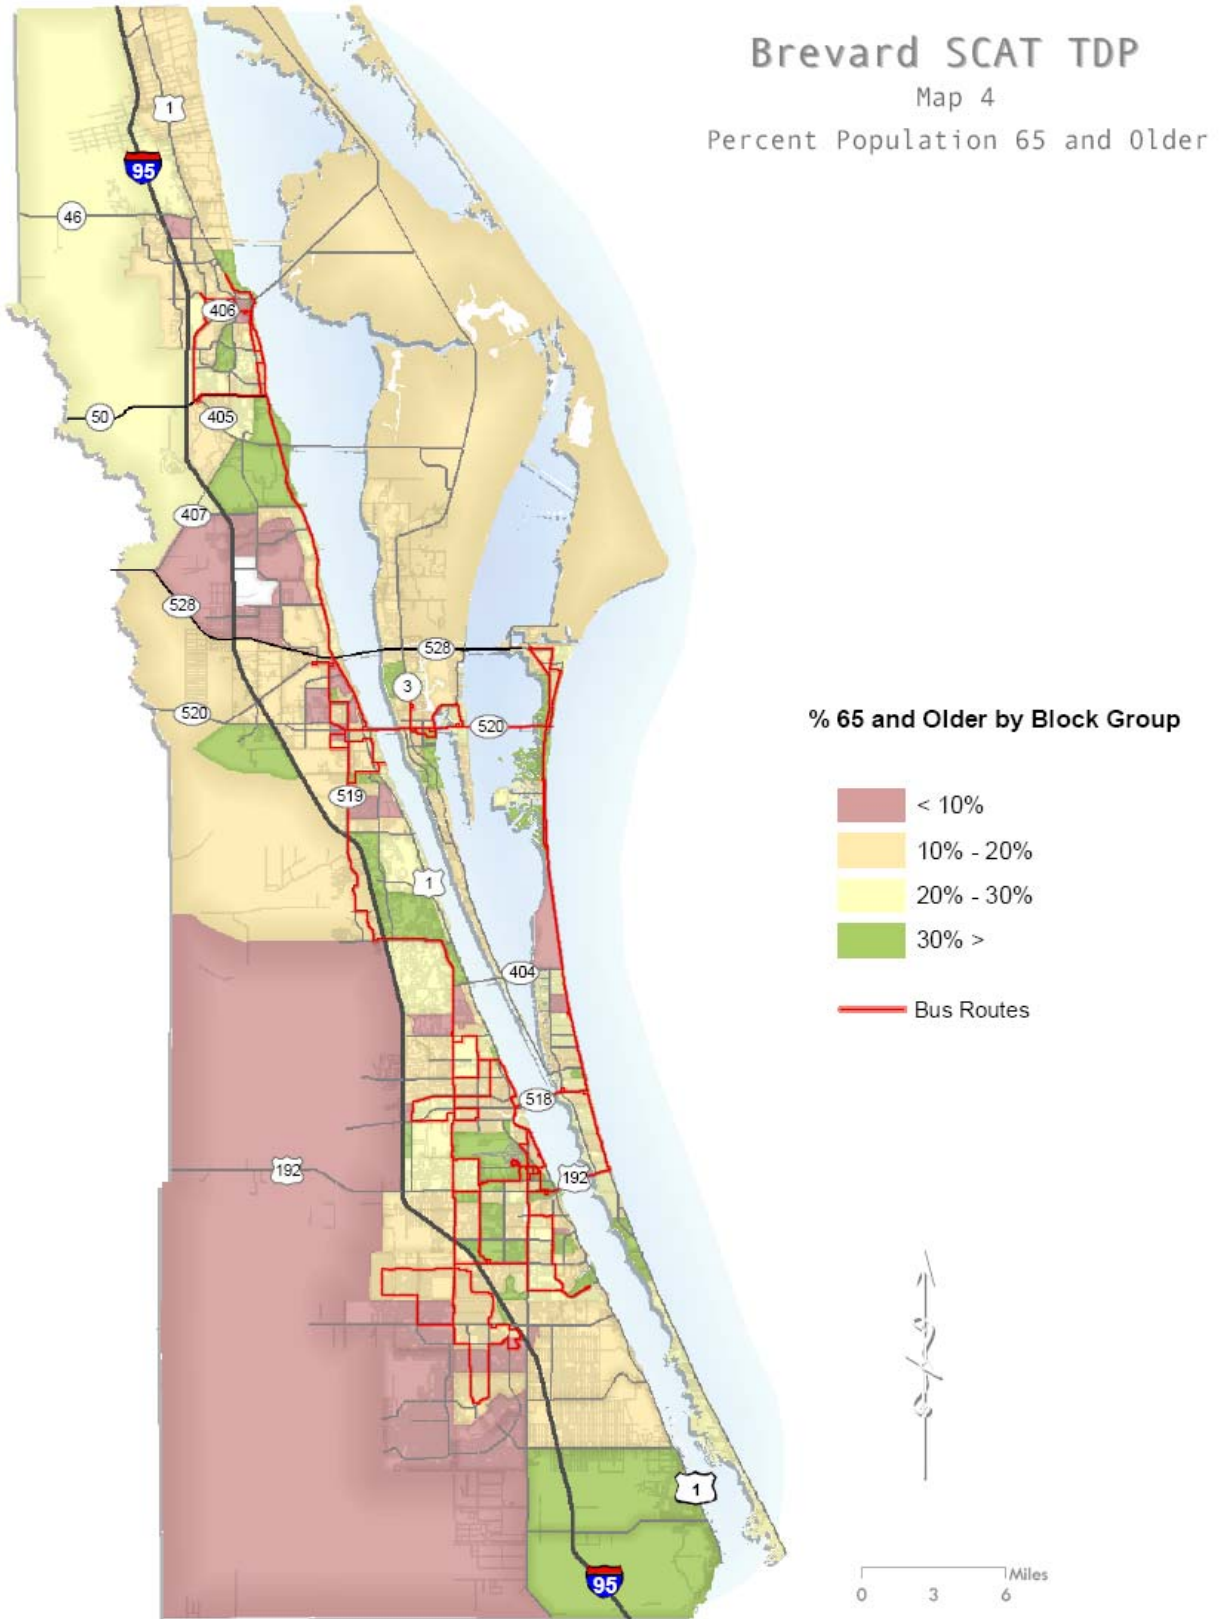 Brevard SCAT TDP
Map 4
Percent Population 65 and Older
1
95
46
406
50
405
407
528
528
3
520
520
% 65 and Older by Block Group
< 10%
10% - 20%
20% - 30%
30% >
Bus Routes
519
1
404
518
192
192
1
95
Miles
0 3 6